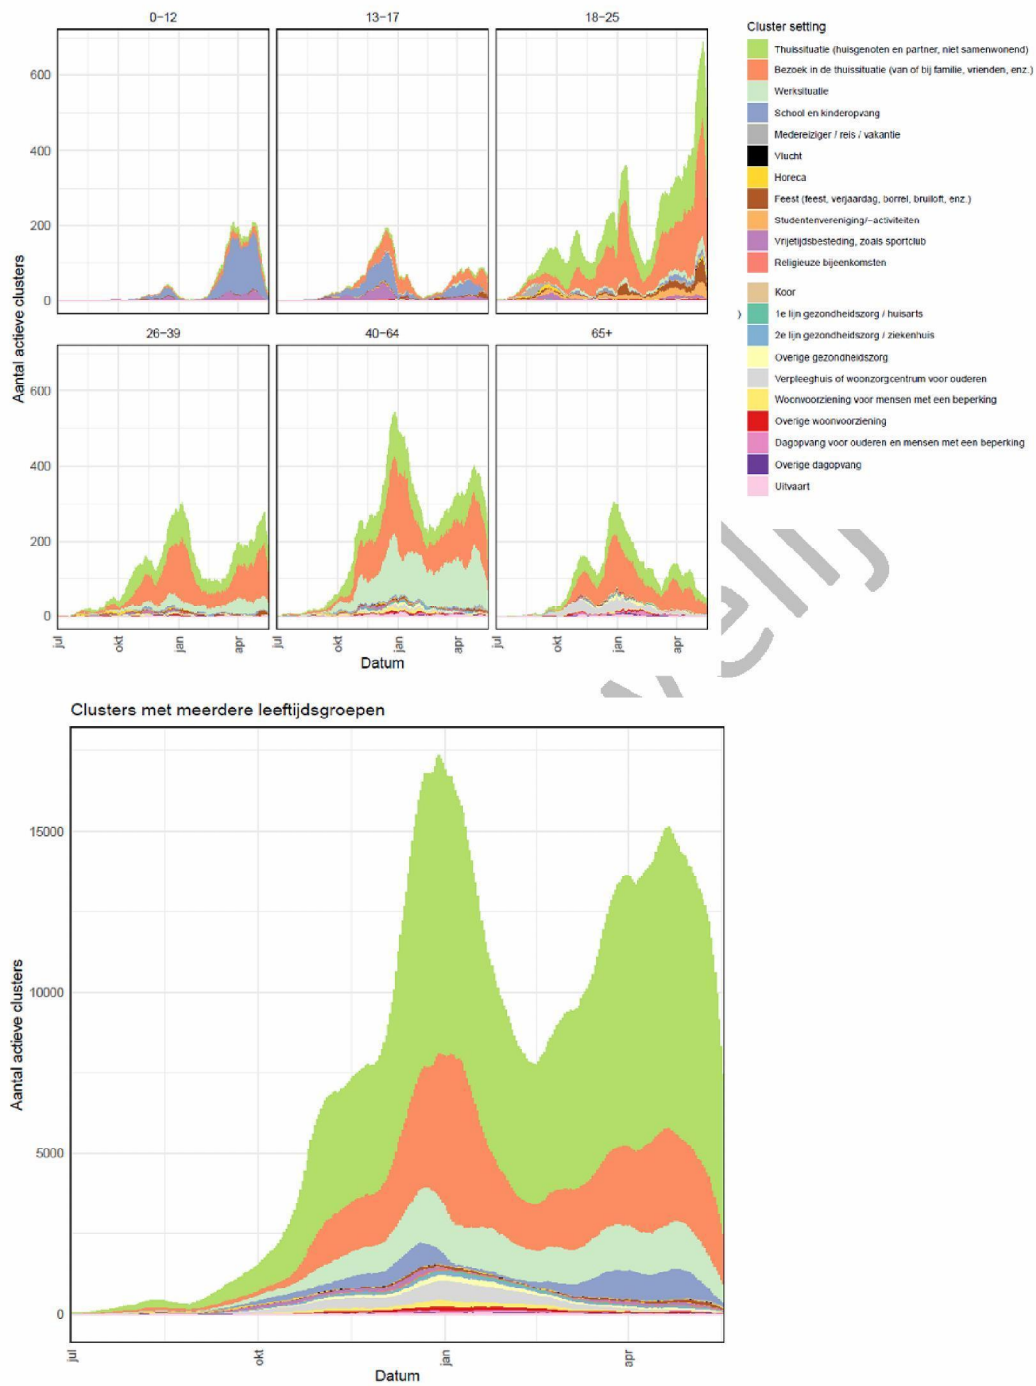 0-12
13-17
18-25
600
400
200
0
26-39
40-64
65+
600
400
200
0
Aantal actieve clusters
jul
okt
jan
apr
jul
okt
jan
apr
jul
okt
jan
apr
Datum
Cluster setting
Thuissituatie (huisgenoten en partner, niet samenwonend)
Bezoek in de thuissituatie (van of bij familie, vrienden, enz.)
Werksituatie
School en kinderopvang
Medereiziger / reis / vakantie
Vlucht
Horeca
Feest (feest, verjaardag, borrel, bruiloft, enz.)
Studentenvereniging/-activiteiten
Vrijetijdsbesteding, zoals sportclub
Religieuze bijeenkomsten
Koor
1e lijn gezondheidszorg / huisarts
2e lijn gezondheidszorg / ziekenhuis
Overige gezondheidszorg
Verpleeghuis of woonzorgcentrum voor ouderen
Woonvoorziening voor mensen met een beperking
Overige woonvoorziening
Dagopvang voor ouderen en mensen met een beperking
Overige dagopvang
Uitvaart
Clusters met meerdere leeftijdsgroepen
15000
10000
5000
0
Aantal actieve clusters
jul
okt
jan
apr
Datum